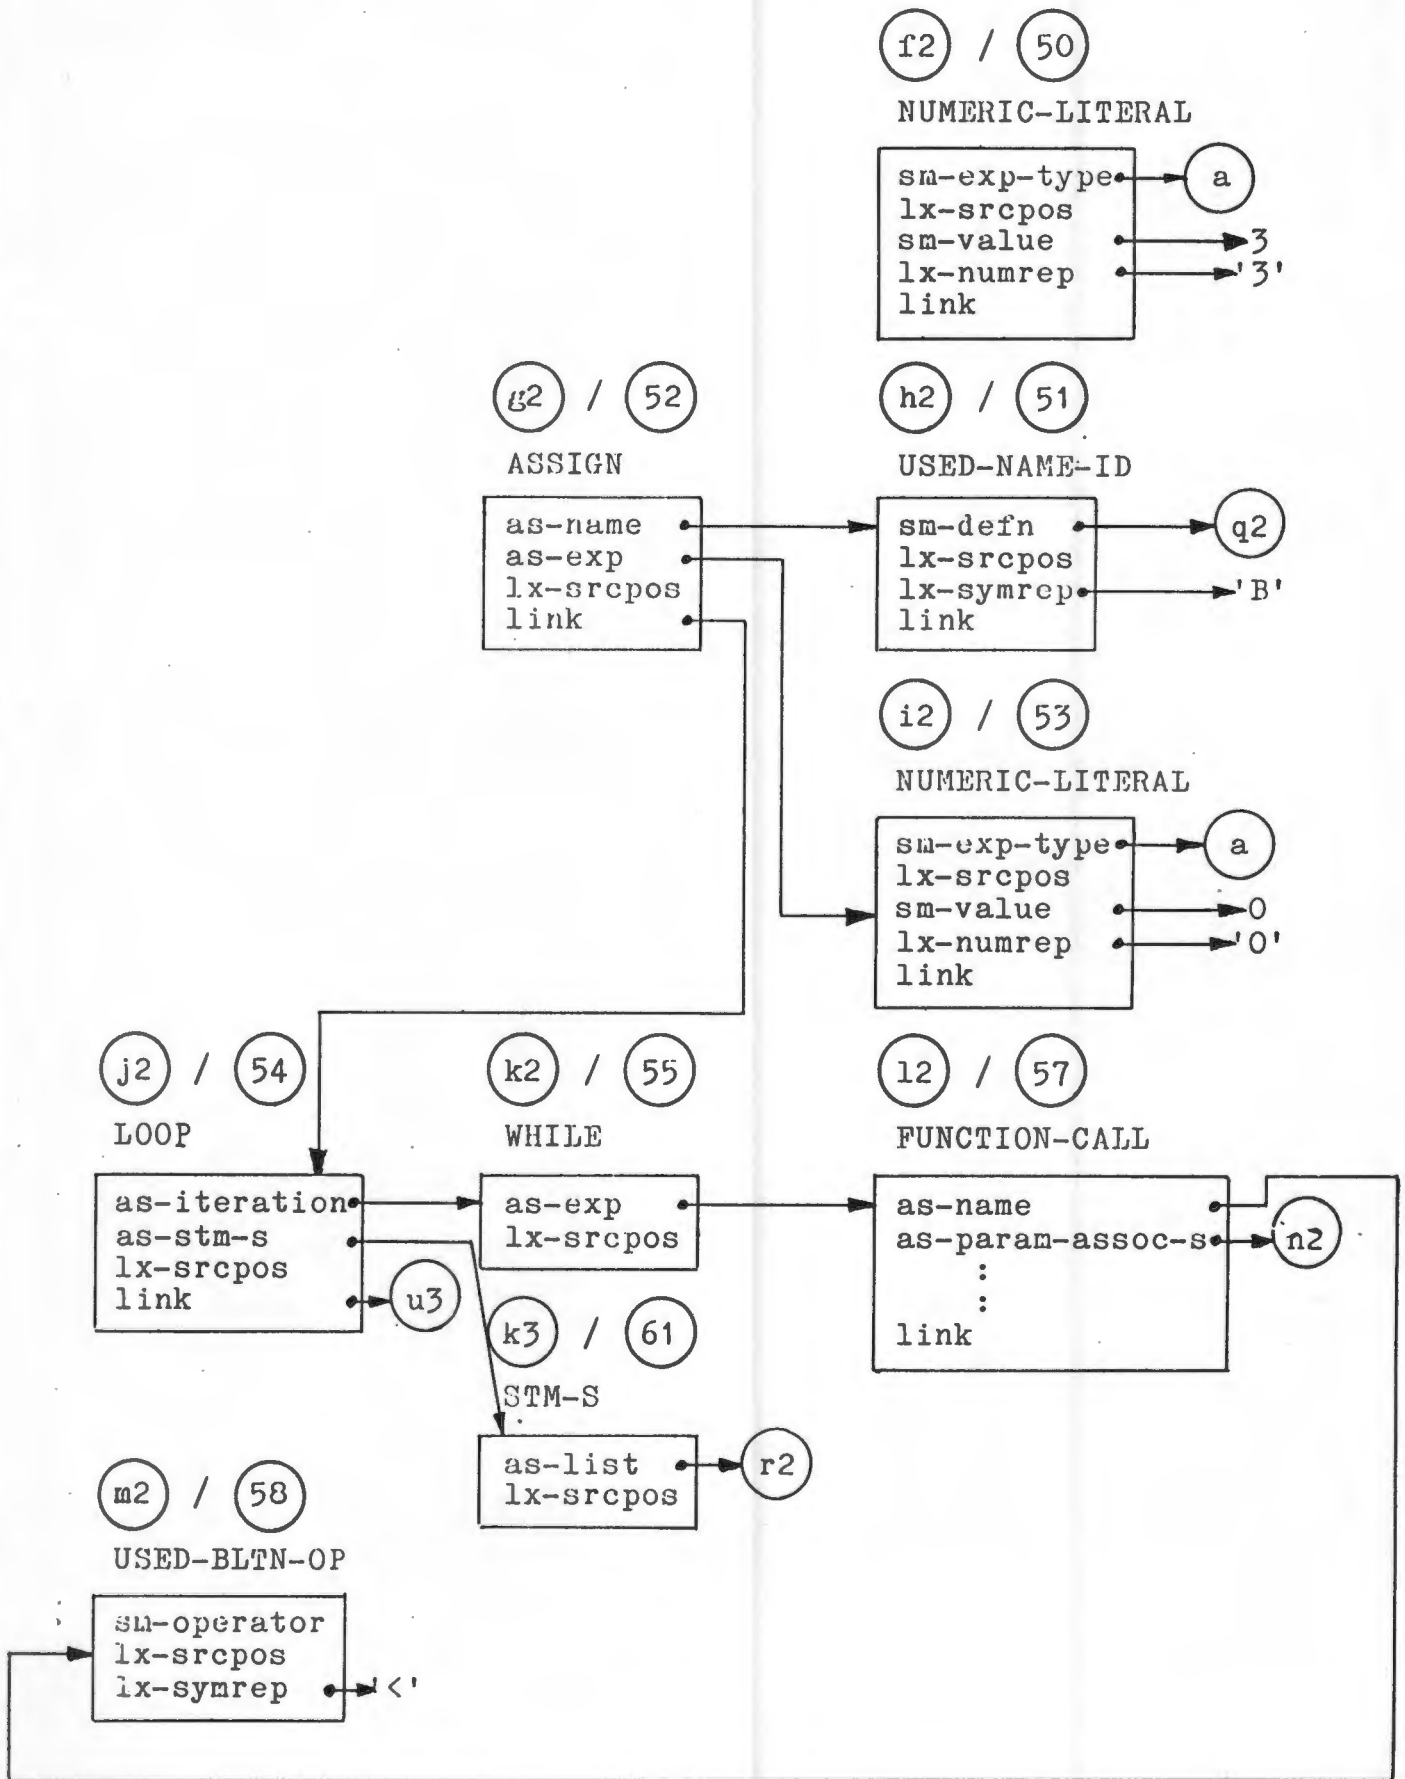 f2 / 50
NUMERIC-LITERAL
sm-exp-type a
lx-srcpos
sm-value 3
lx-numrep '3'
link
g2 / 52
ASSIGN
as-name
as-exp
lx-srcpos
link
h2 / 51
USED-NAME-ID
sm-defn q2
lx-srcpos
lx-symrep 'B'
link
i2 / 53
NUMERIC-LITERAL
sm-exp-type a
lx-srcpos
sm-value 0
lx-numrep '0'
link
j2 / 54
LOOP
as-iteration
as-stm-s
lx-srcpos
link u3
k2 / 55
WHILE
as-exp
lx-srcpos
l2 / 57
FUNCTION-CALL
as-name
as-param-assoc-s n2
:
:
link
k3 / 61
STM-S
as-list r2
lx-srcpos
m2 / 58
USED-BLTN-OP
sm-operator
lx-srcpos
lx-symrep '<'